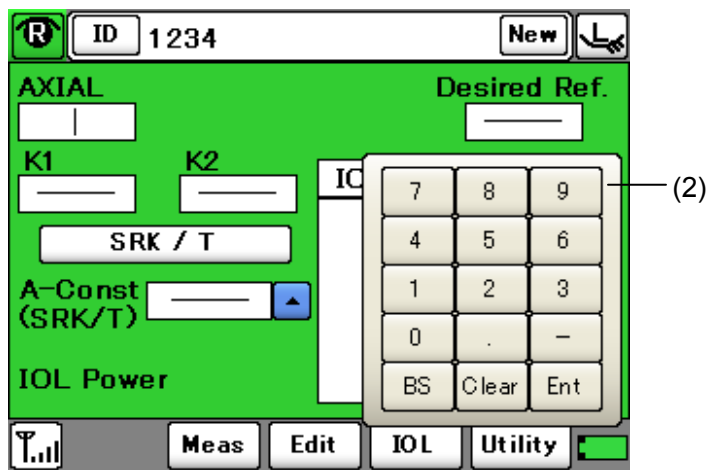 R ID 1234 New
AXIAL Desired Ref.
K1 K2 IO
7 8 9 (2)
SRK / T
4 5 6
A-Const
(SRK/T)
1 2 3
0 . -
IOL Power
BS Clear Ent
Meas Edit IOL Utility